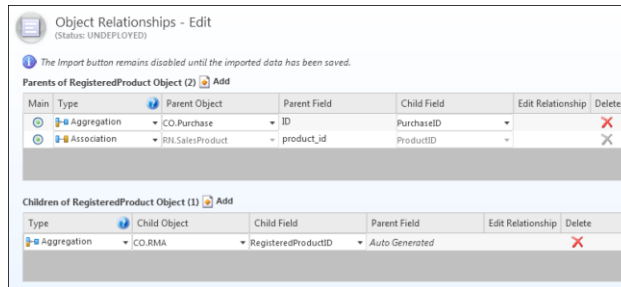 Object Relationships - Edit
(Status: UNDEPLOYED)
The Import button remains disabled until the imported data has been saved.
Parents of RegisteredProduct Object (2) Add
Main Type Parent Object Parent Field Child Field Edit Relationship Delete
Aggregation CO.Purchase ID PurchaseID
Association RN.SalesProduct product_id ProductID
Children of RegisteredProduct Object (1) Add
Type Child Object Child Field Parent Field Edit Relationship Delete
Aggregation CO.RMA RegisteredProductID Auto Generated